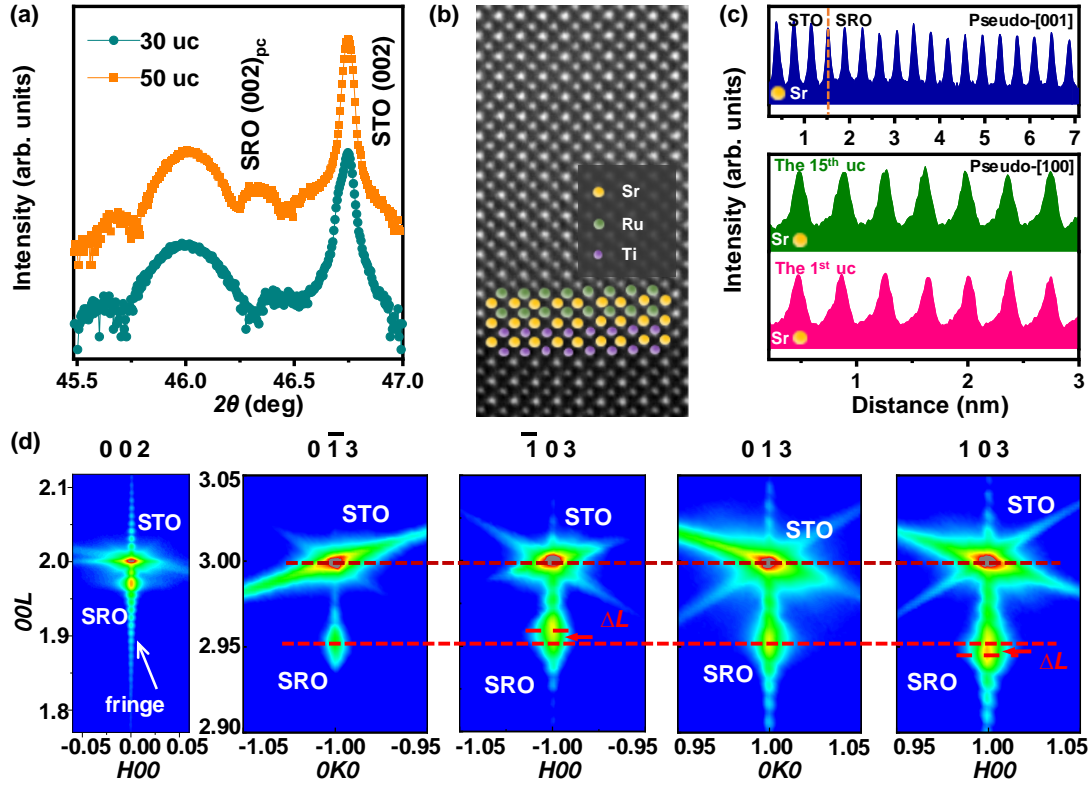 (a)
30 uc
50 uc
SRO (002)pc
STO (002)
Intensity (arb. units)
45.5 46.0 46.5 47.0
2θ (deg)
(b)
Sr
Ru
Ti
(c)
STO SRO Pseudo-[001]
Sr
1 2 3 4 5 6 7
The 15th uc Pseudo-[100]
Sr
The 1st uc
Sr
Intensity (arb. units)
1 2 3
Distance (nm)
(d)
0 0 2
0 1̅ 3
1̅ 0 3
0 1 3
1 0 3
00L
2.1
2.0
1.9
1.8
STO
SRO
fringe
-0.05 0.00 0.05
H00
3.05
3.00
2.95
2.90
STO
SRO
-1.05 -1.00 -0.95
0K0
STO
ΔL
SRO
-1.05 -1.00 -0.95
H00
STO
SRO
0.95 1.00 1.05
0K0
STO
ΔL
SRO
0.95 1.00 1.05
H00